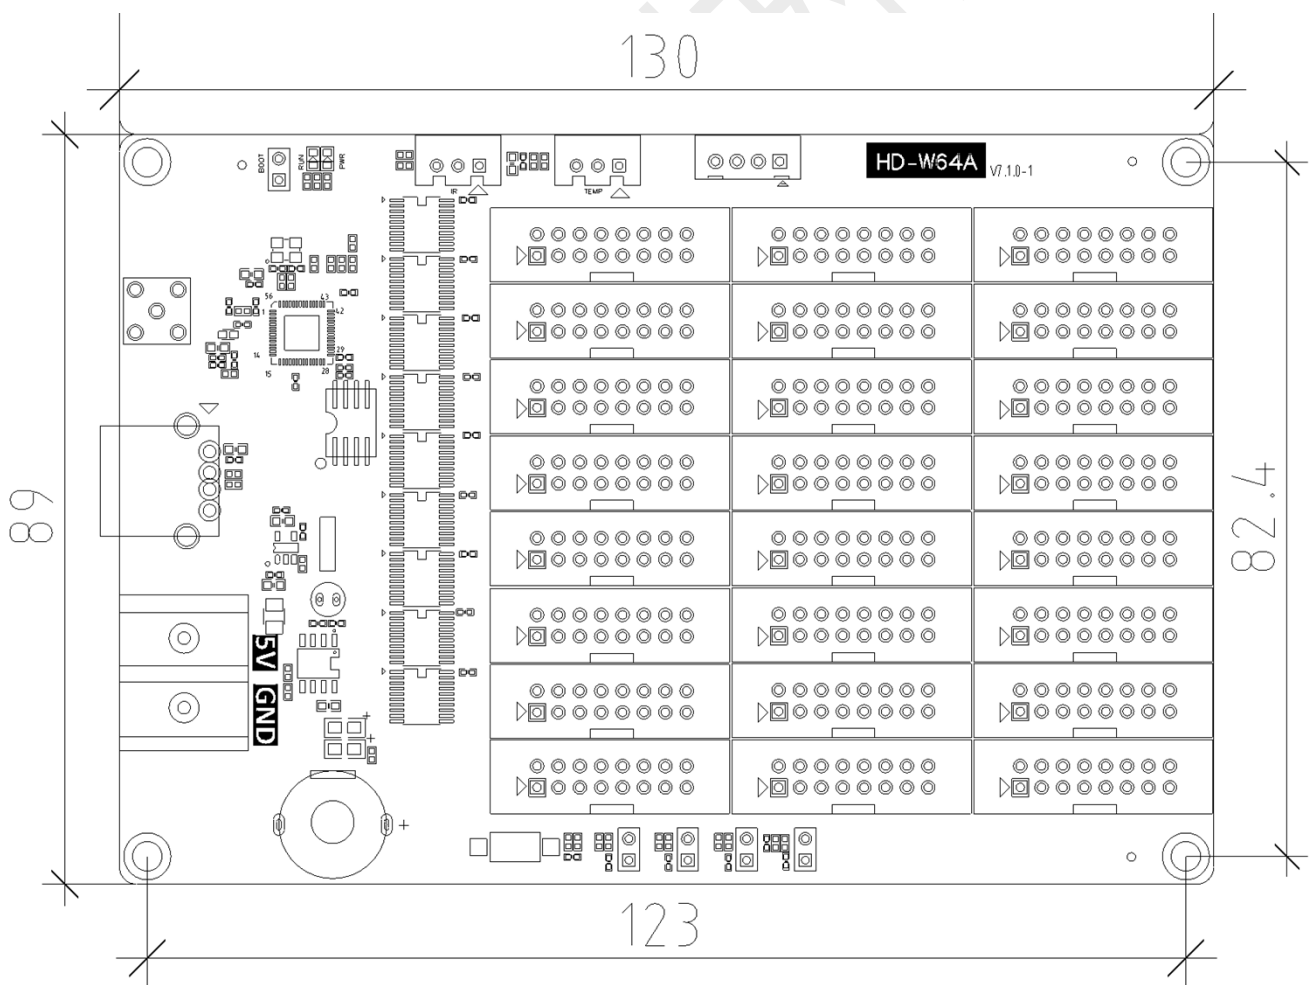 130
BOOT
RUN
PWR
IR
TEMP
HD-W64A
V7.1.0-1
56
43
1
42
14
29
15
28
89
82.4
5V
GND
+
+
+
123